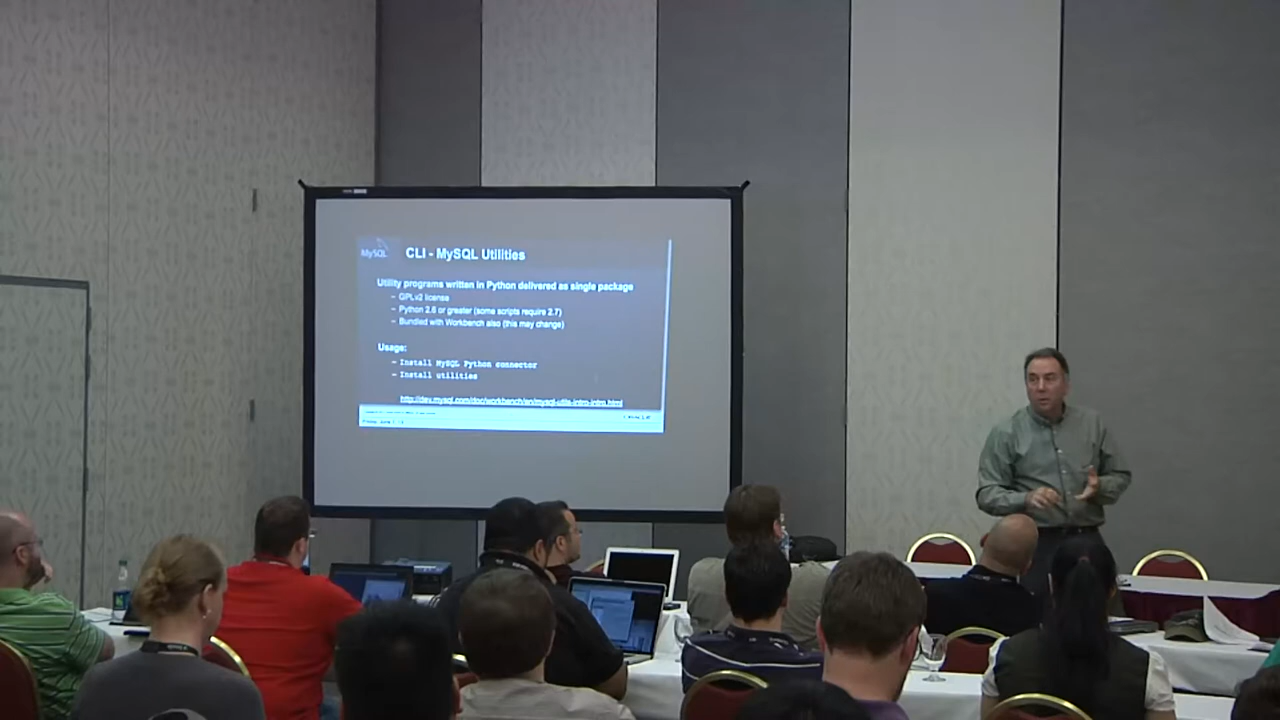 MySQL
CLI - MySQL Utilities
Utility programs written in Python delivered as single package
– GPLv2 license
– Python 2.6 or greater (some scripts require 2.7)
– Bundled with Workbench also (this may change)
Usage:
– Install MySQL Python connector
– Install utilities
http://dev.mysql.com/doc/workbench/en/mysql-utils-intro-intro.html